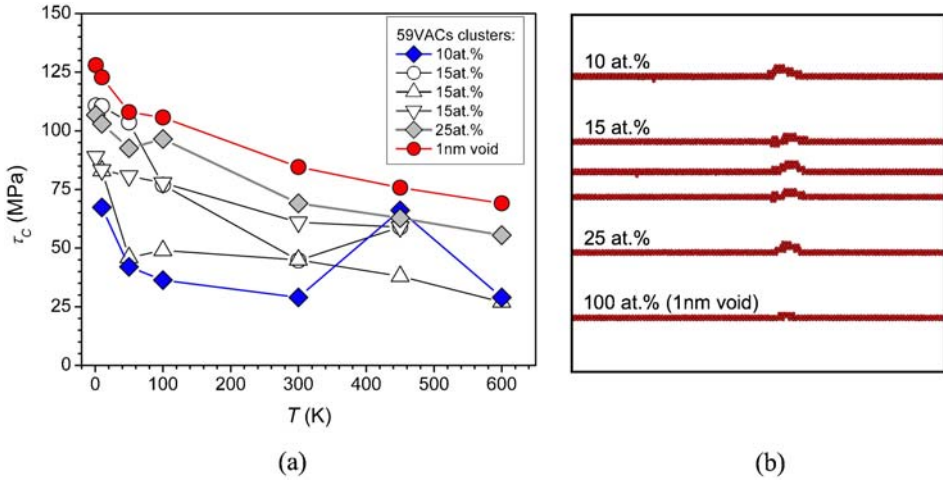 150
125
100
75
50
25
0
τC (MPa)
0
100
200
300
400
500
600
T (K)
59VACs clusters:
10at.%
15at.%
15at.%
15at.%
25at.%
1nm void
(a)
10 at.%
15 at.%
25 at.%
100 at.% (1nm void)
(b)